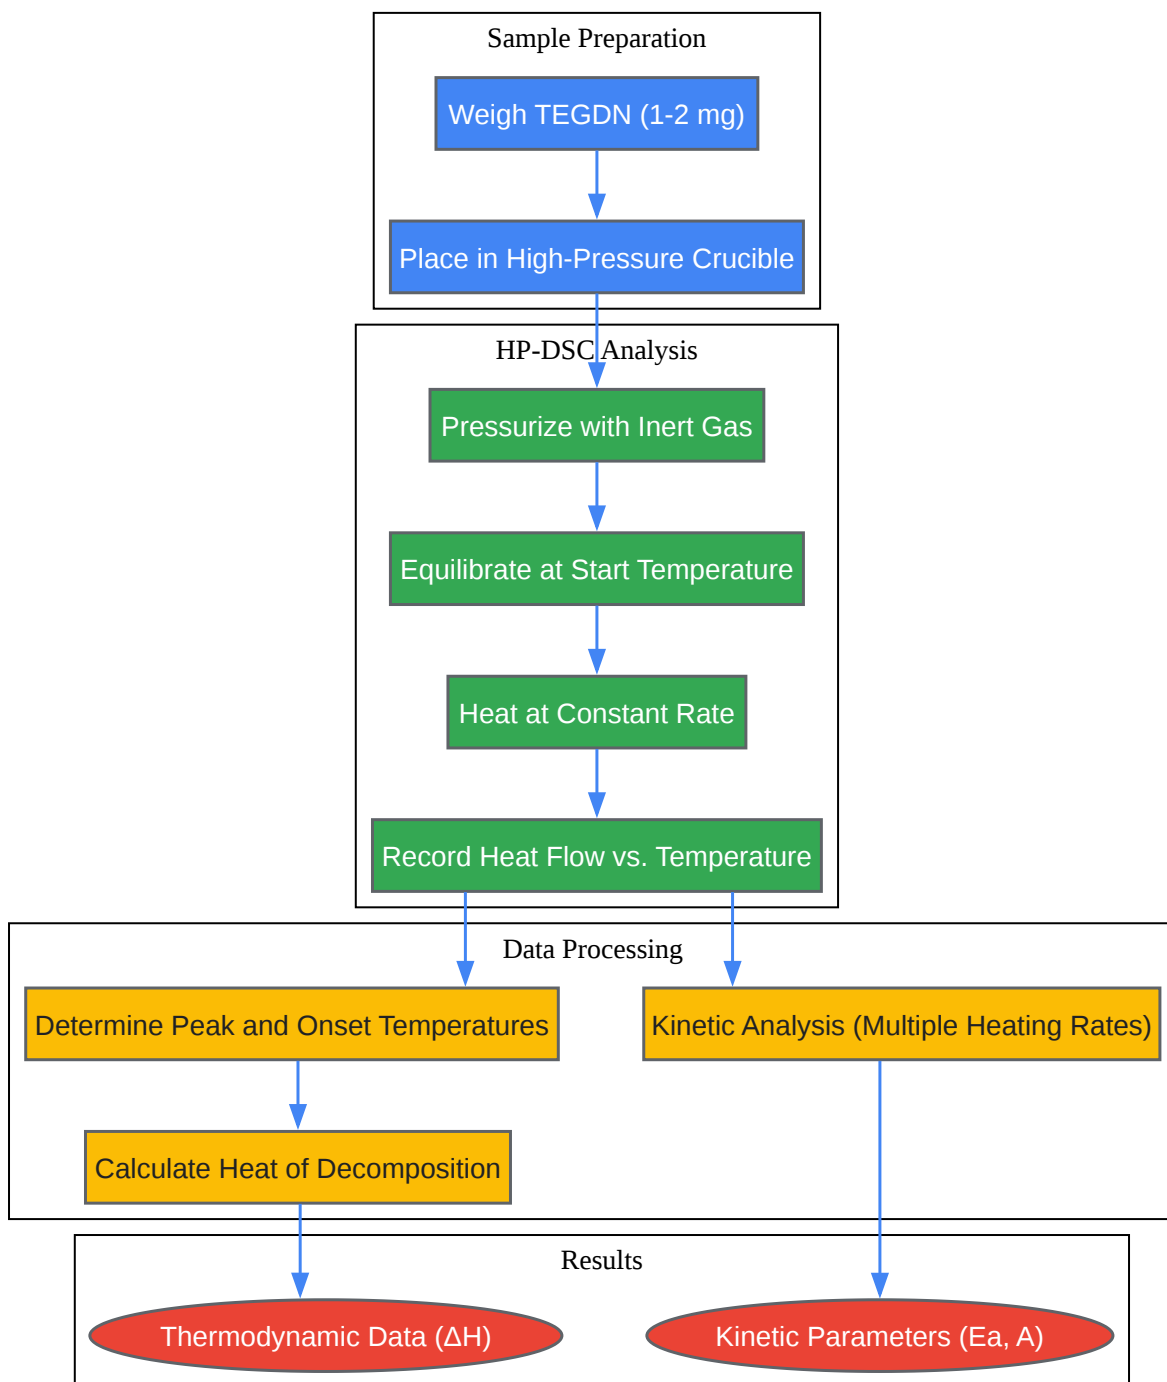 Sample Preparation
Weigh TEGDN (1-2 mg)
Place in High-Pressure Crucible
HP-DSC Analysis
Pressurize with Inert Gas
Equilibrate at Start Temperature
Heat at Constant Rate
Record Heat Flow vs. Temperature
Data Processing
Determine Peak and Onset Temperatures
Kinetic Analysis (Multiple Heating Rates)
Calculate Heat of Decomposition
Results
Thermodynamic Data (ΔH)
Kinetic Parameters (Ea, A)